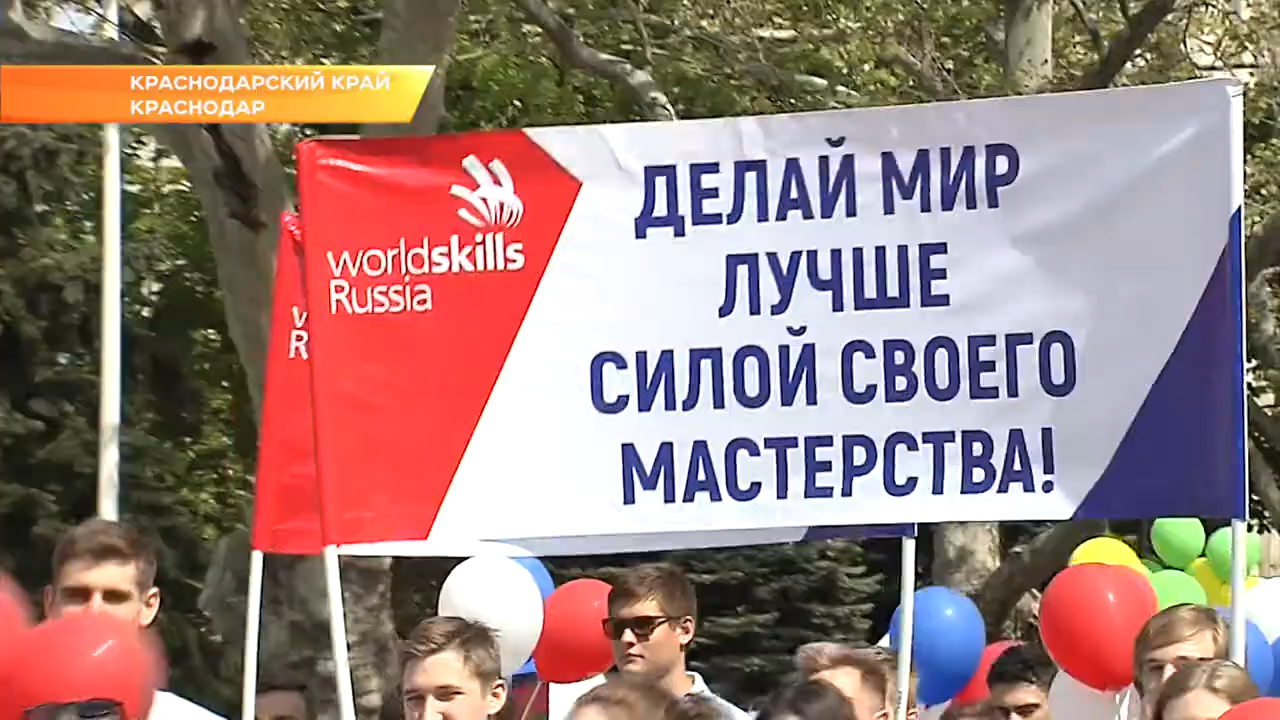 КРАСНОДАРСКИЙ КРАЙ
КРАСНОДАР
worldskills
Russia
ДЕЛАЙ МИР
ЛУЧШЕ
СИЛОЙ СВОЕГО
МАСТЕРСТВА!